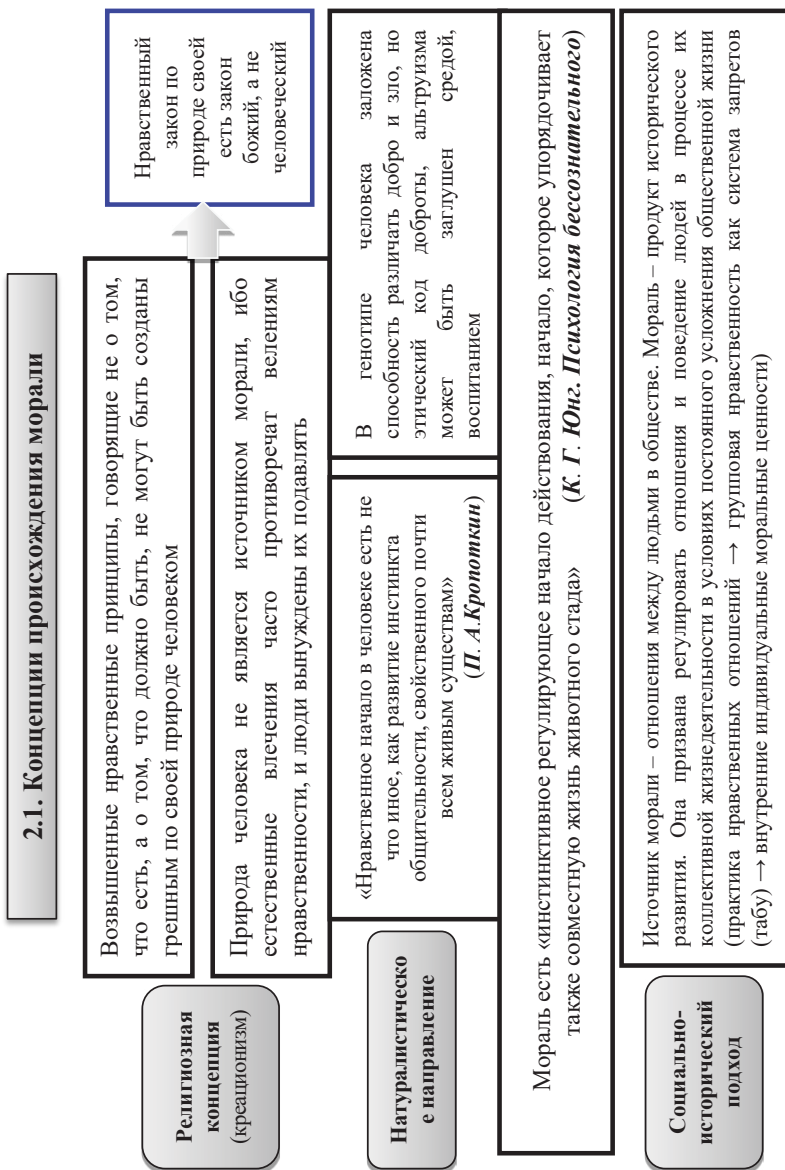 2.1. Концепции происхождения морали
Религиозная
концепция
(креационизм)
Возвышенные нравственные принципы, говорящие не о том,
что есть, а о том, что должно быть, не могут быть созданы
грешным по своей природе человеком
Природа человека не является источником морали, ибо
естественные влечения часто противоречат велениям
нравственности, и люди вынуждены их подавлять
Нравственный
закон по
природе своей
есть закон
божий, а не
человеческий
Натуралистическо
е направление
«Нравственное начало в человеке есть не
что иное, как развитие инстинкта
общительности, свойственного почти
всем живым существам»
(П. А.Кропоткин)
В генотипе человека заложена
способность различать добро и зло, но
этический код доброты, альтруизма
может быть заглушен средой,
воспитанием
Мораль есть «инстинктивное регулирующее начало действования, начало, которое упорядочивает
также совместную жизнь животного стада» (К. Г. Юнг. Психология бессознательного)
Социально-
исторический
подход
Источник морали – отношения между людьми в обществе. Мораль – продукт исторического
развития. Она призвана регулировать отношения и поведение людей в процессе их
коллективной жизнедеятельности в условиях постоянного усложнения общественной жизни
(практика нравственных отношений → групповая нравственность как система запретов
(табу) → внутренние индивидуальные моральные ценности)